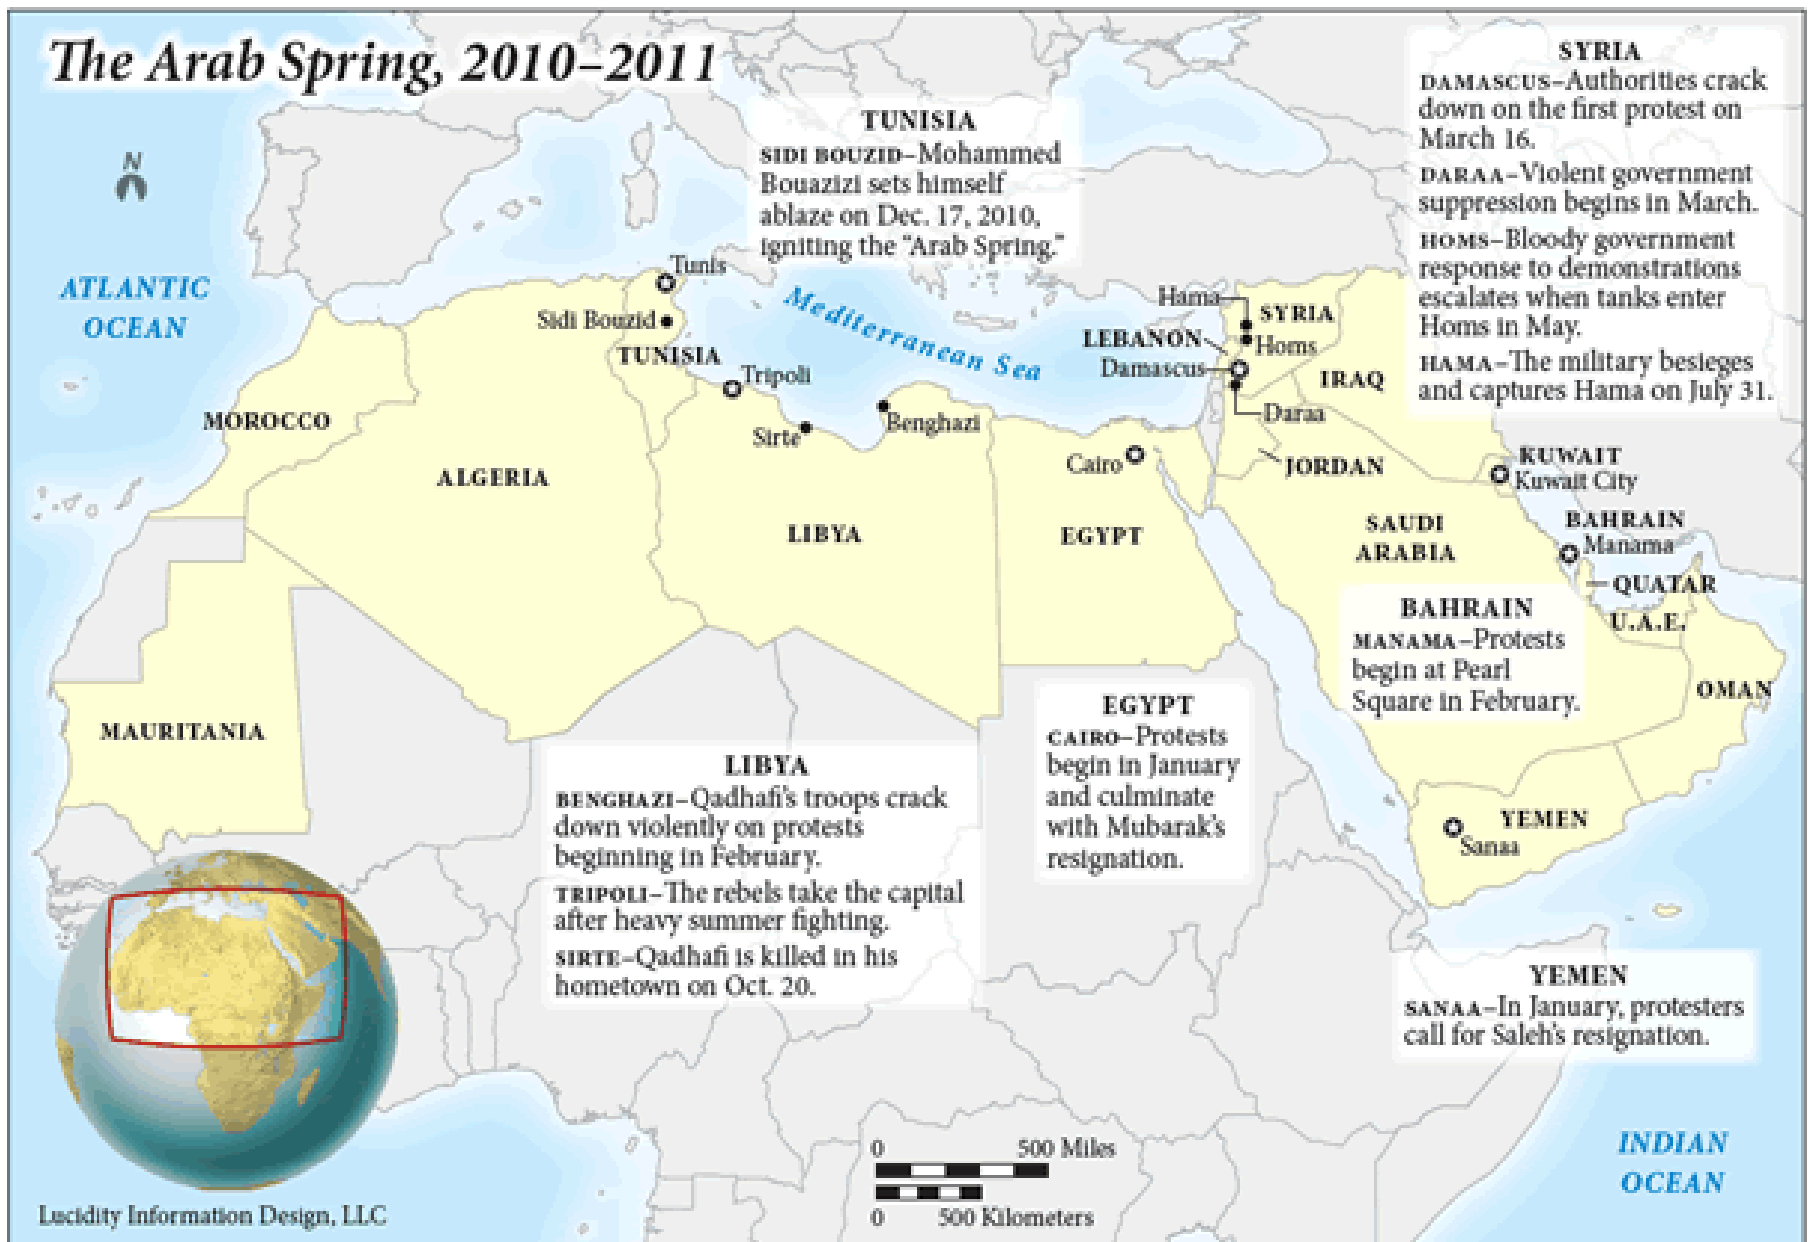 The Arab Spring, 2010–2011
N
ATLANTIC
OCEAN
TUNISIA
SIDI BOUZID–Mohammed
Bouazizi sets himself
ablaze on Dec. 17, 2010,
igniting the “Arab Spring.”
SYRIA
DAMASCUS–Authorities crack
down on the first protest on
March 16.
DARAA–Violent government
suppression begins in March.
HOMS–Bloody government
response to demonstrations
escalates when tanks enter
Homs in May.
HAMA–The military besieges
and captures Hama on July 31.
Tunis
Sidi Bouzid
TUNISIA
Tripoli
Sirte
Benghazi
Mediterranean Sea
Hama
SYRIA
LEBANON
Homs
Damascus
IRAQ
Daraa
Cairo
JORDAN
KUWAIT
Kuwait City
MOROCCO
ALGERIA
LIBYA
EGYPT
SAUDI
ARABIA
BAHRAIN
Manama
QUATAR
U.A.E.
OMAN
BAHRAIN
MANAMA–Protests
begin at Pearl
Square in February.
MAURITANIA
EGYPT
CAIRO–Protests
begin in January
and culminate
with Mubarak’s
resignation.
LIBYA
BENGHAZI–Qadhafi’s troops crack
down violently on protests
beginning in February.
TRIPOLI–The rebels take the capital
after heavy summer fighting.
SIRTE–Qadhafi is killed in his
hometown on Oct. 20.
YEMEN
Sanaa
YEMEN
SANAA–In January, protesters
call for Saleh’s resignation.
INDIAN
OCEAN
0 500 Miles
0 500 Kilometers
Lucidity Information Design, LLC